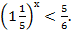 (1 1/5)^x < 5/6.